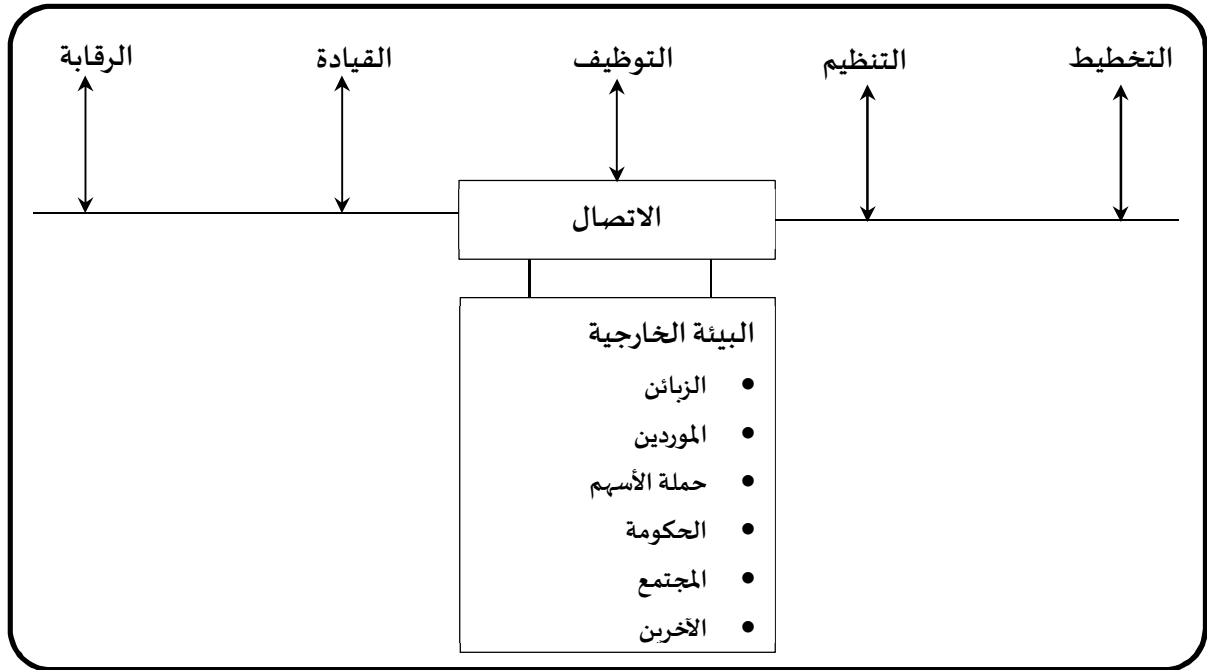 التخطيط
التنظيم
التوظيف
القيادة
الرقابة
الاتصال
البيئة الخارجية
• الزبائن
• الموردين
• حملة الأسهم
• الحكومة
• المجتمع
• الآخرين